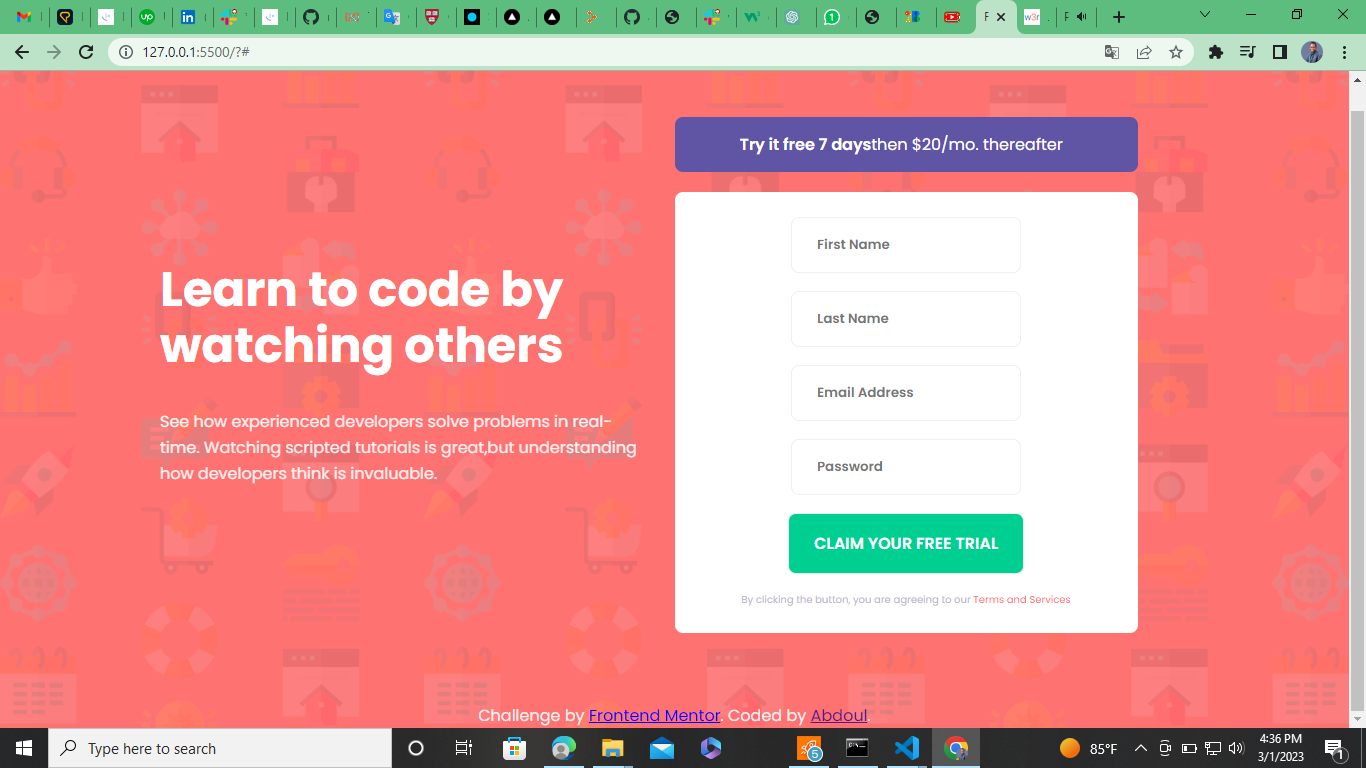 127.0.0.1:5500/?#
Try it free 7 daysthen $20/mo. thereafter
First Name
Last Name
Email Address
Password
CLAIM YOUR FREE TRIAL
By clicking the button, you are agreeing to our Terms and Services
Learn to code by
watching others
See how experienced developers solve problems in real-
time. Watching scripted tutorials is great,but understanding
how developers think is invaluable.
Challenge by Frontend Mentor. Coded by Abdoul.
Type here to search
5
85°F
4:36 PM
3/1/2023
1